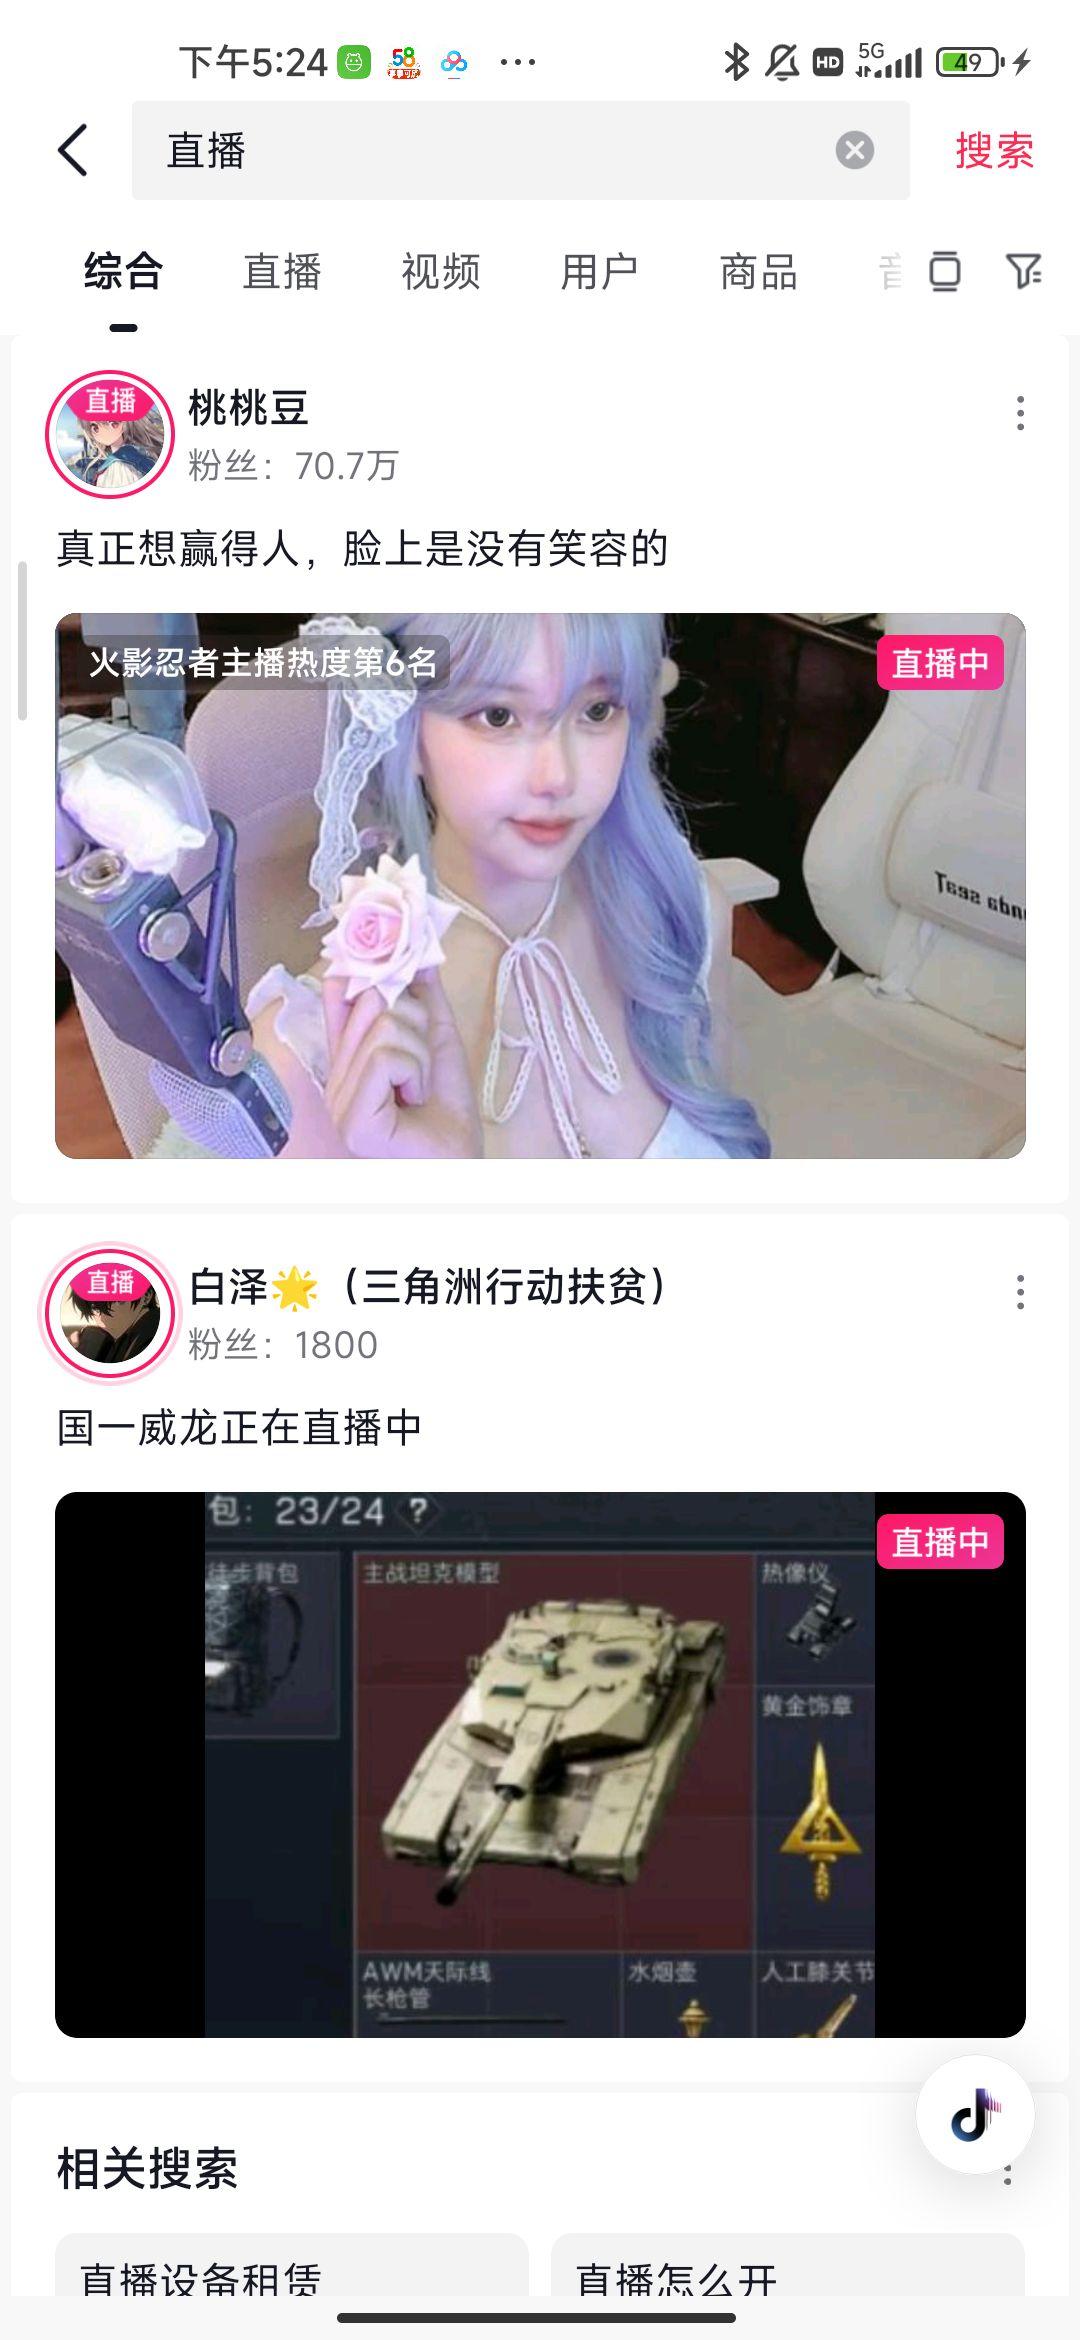 下午5:24
58
HD
5G
49
直播
搜索
综合
直播
视频
用户
商品
直播
桃桃豆
粉丝：70.7万
真正想赢得人，脸上是没有笑容的
火影忍者主播热度第6名
直播中
直播
白泽🌟（三角洲行动扶贫）
粉丝：1800
国一威龙正在直播中
包：23/24 ?
直播中
徒步背包
主战坦克模型
热像仪
黄金饰章
AWM天际线
长枪管
水烟壶
人工膝关节
相关搜索
直播设备租赁
直播怎么开